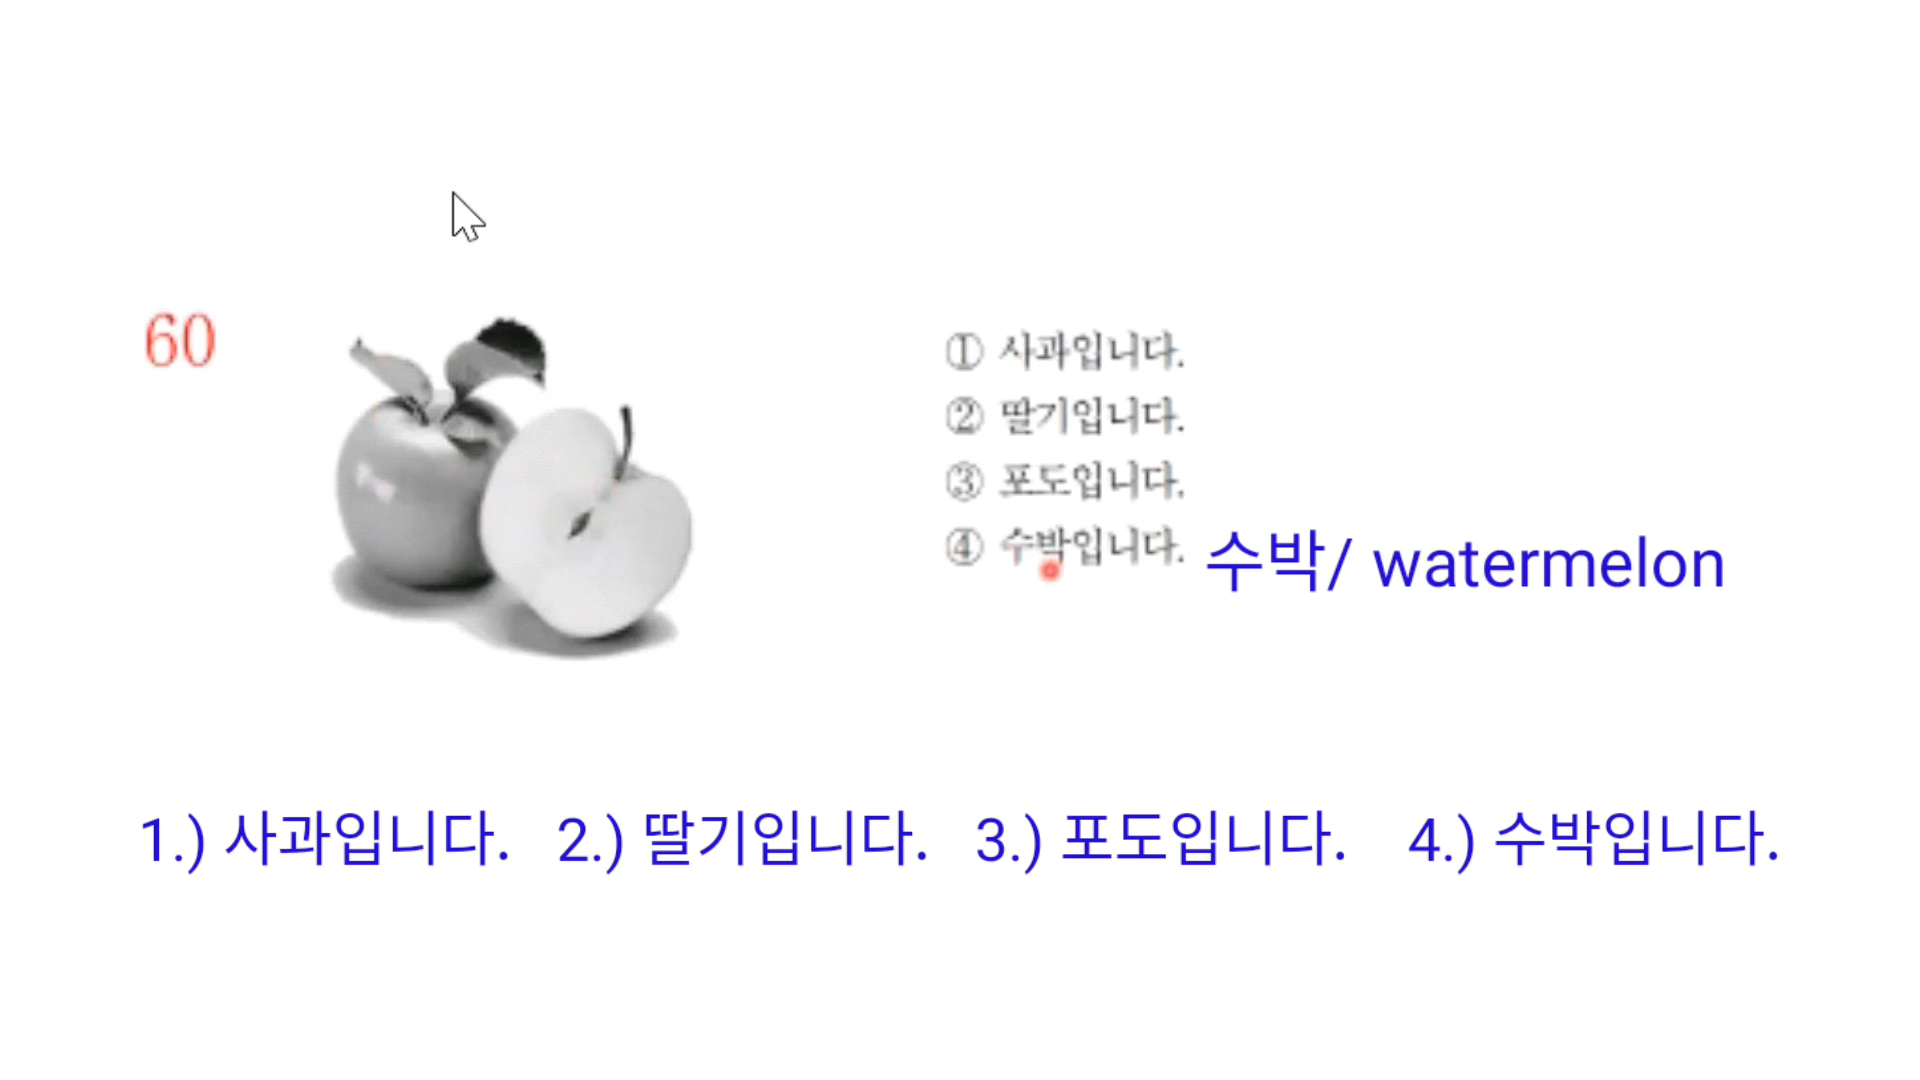 60
① 사과입니다.
② 딸기입니다.
③ 포도입니다.
④ 수박입니다. 수박/ watermelon
1.) 사과입니다. 2.) 딸기입니다. 3.) 포도입니다. 4.) 수박입니다.